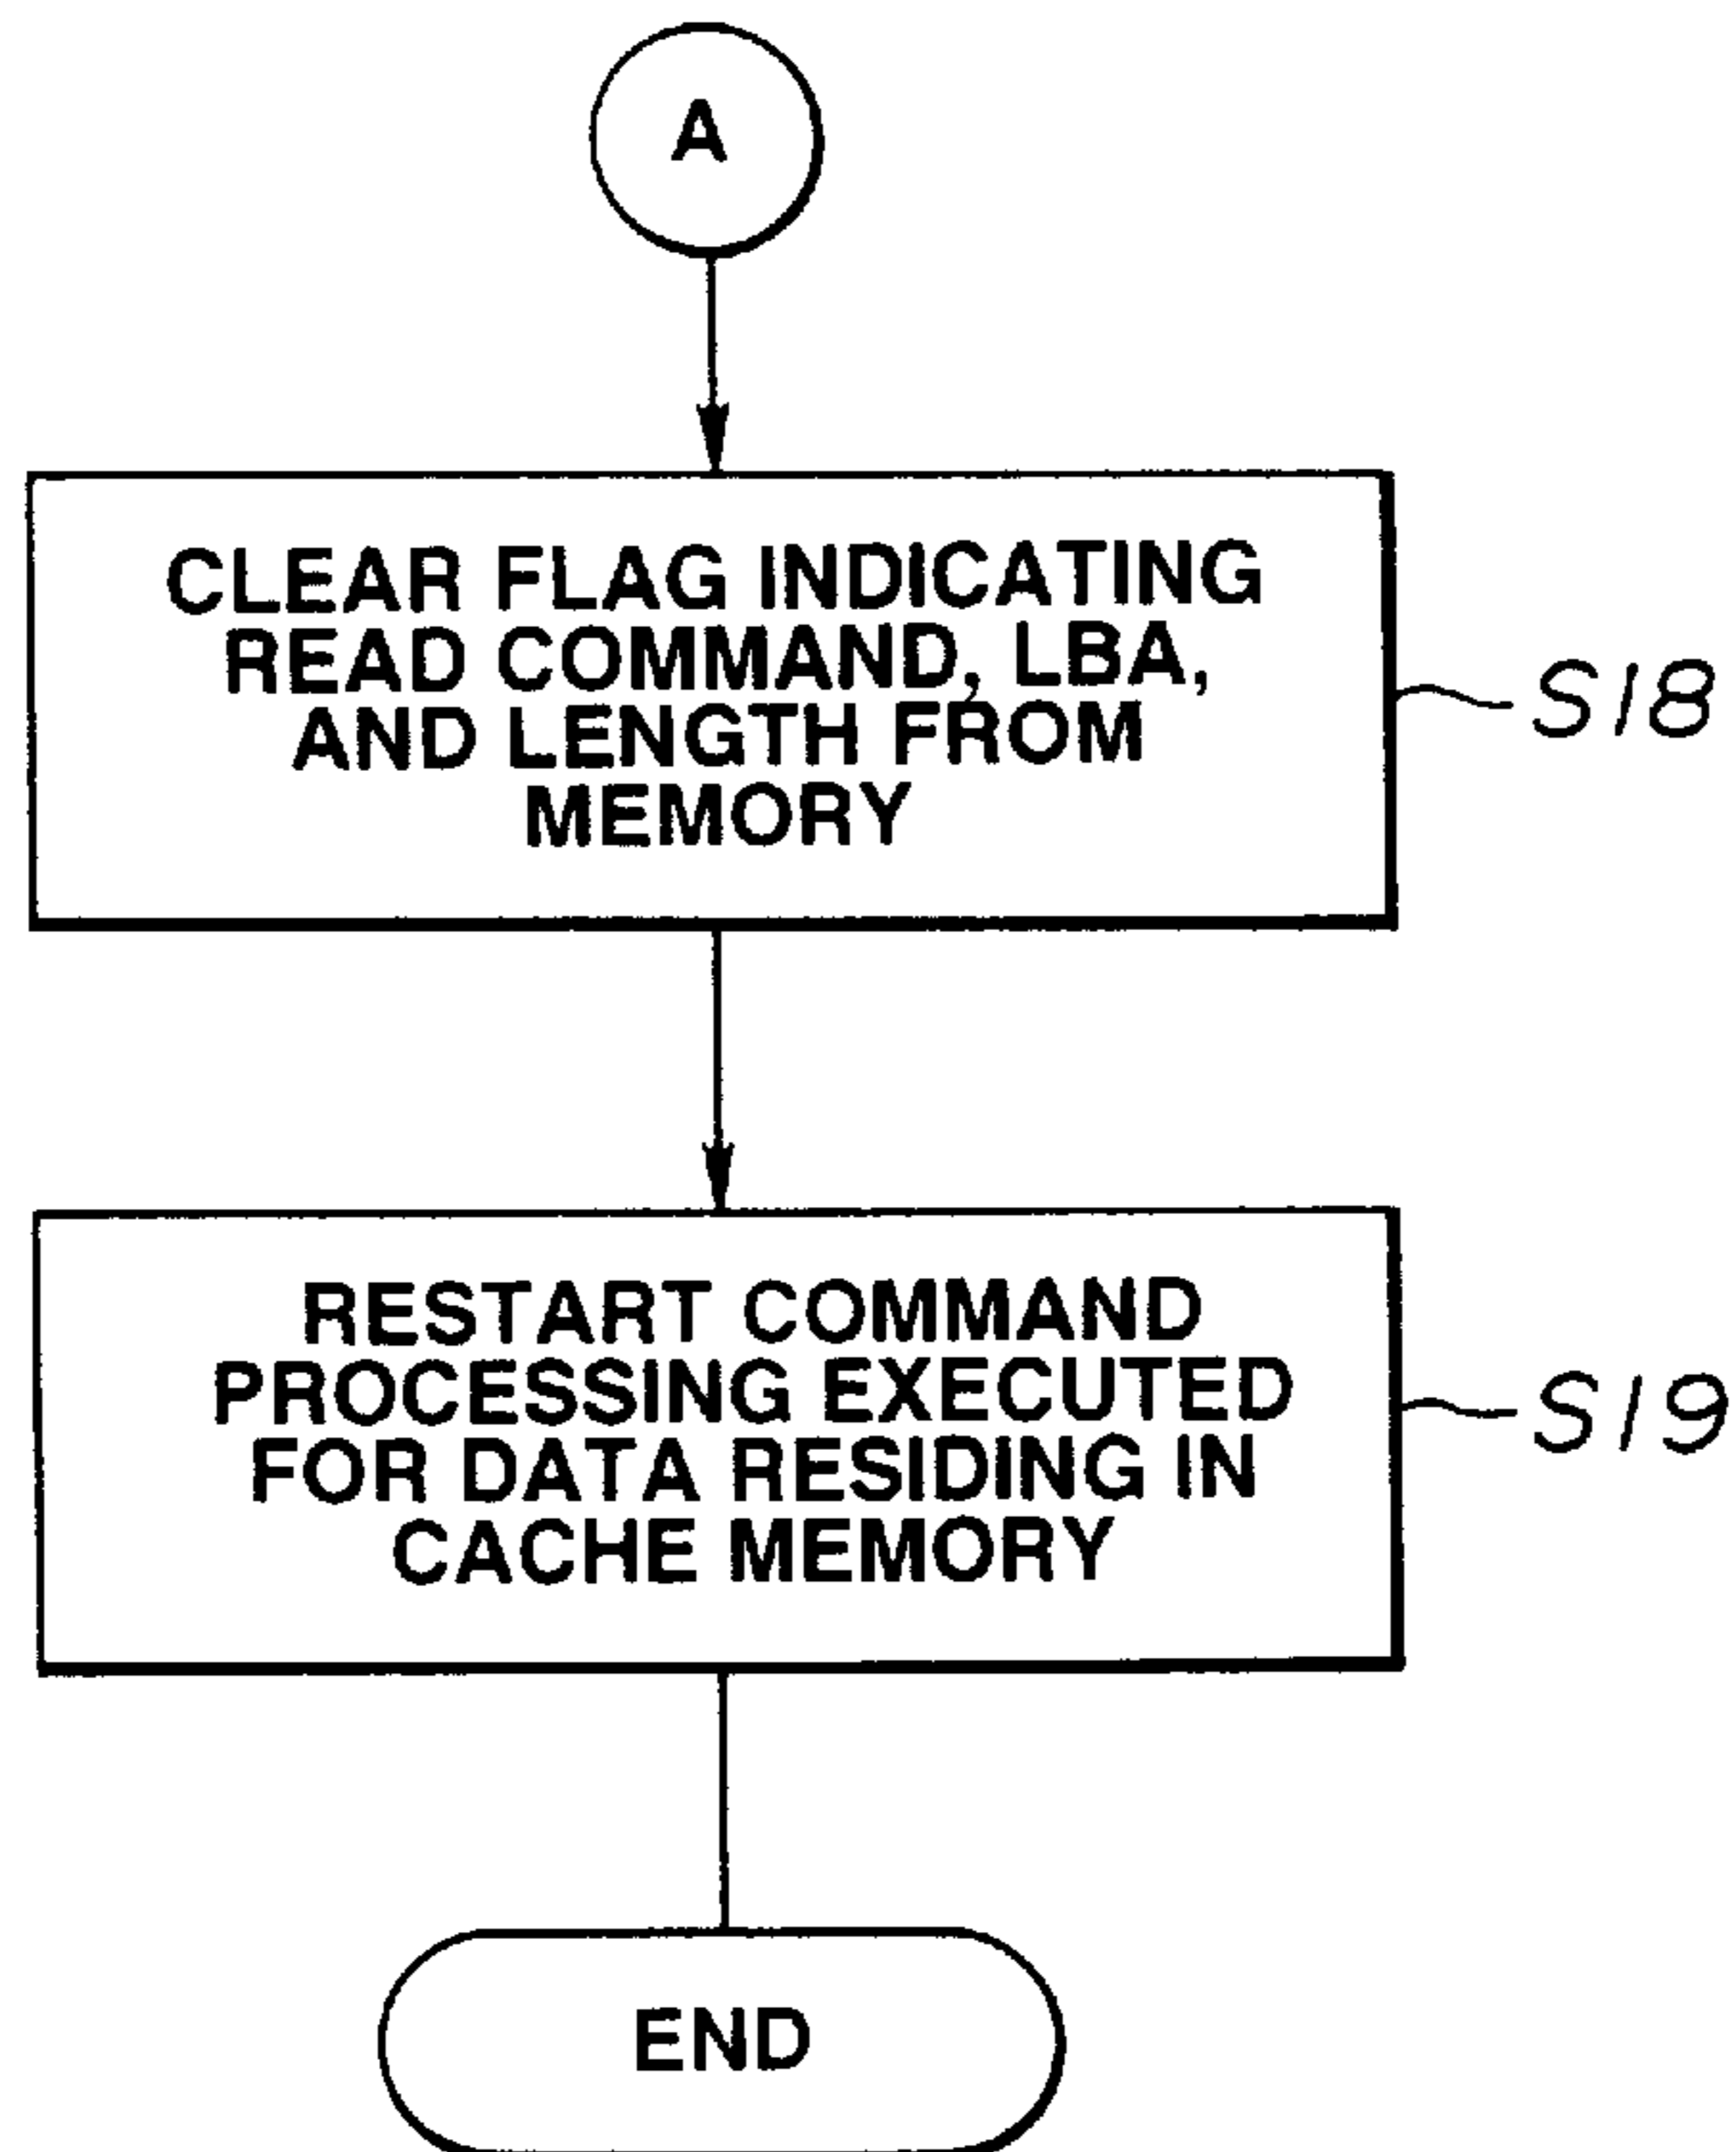 A
CLEAR FLAG INDICATING
READ COMMAND, LBA,
AND LENGTH FROM
MEMORY
S18
RESTART COMMAND
PROCESSING EXECUTED
FOR DATA RESIDING IN
CACHE MEMORY
S19
END